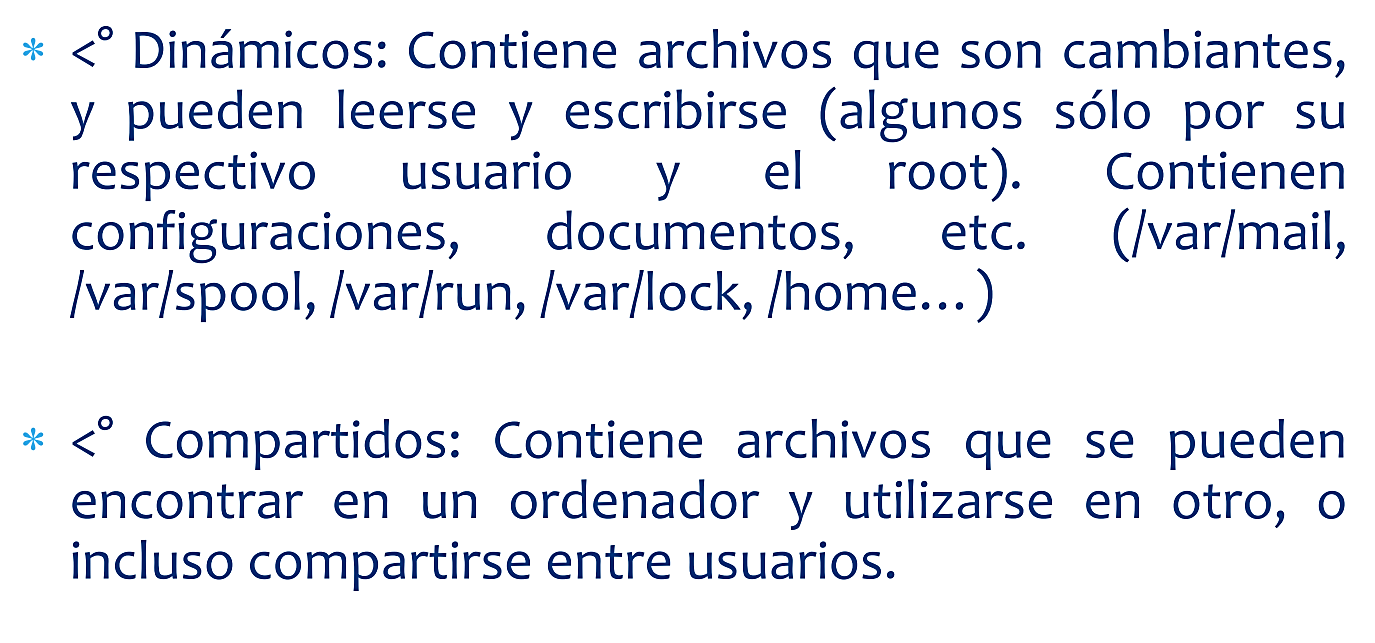 * <° Dinámicos: Contiene archivos que son cambiantes,
y pueden leerse y escribirse (algunos sólo por su
respectivo usuario y el root). Contienen
configuraciones, documentos, etc. (/var/mail,
/var/spool, /var/run, /var/lock, /home… )
* <° Compartidos: Contiene archivos que se pueden
encontrar en un ordenador y utilizarse en otro, o
incluso compartirse entre usuarios.